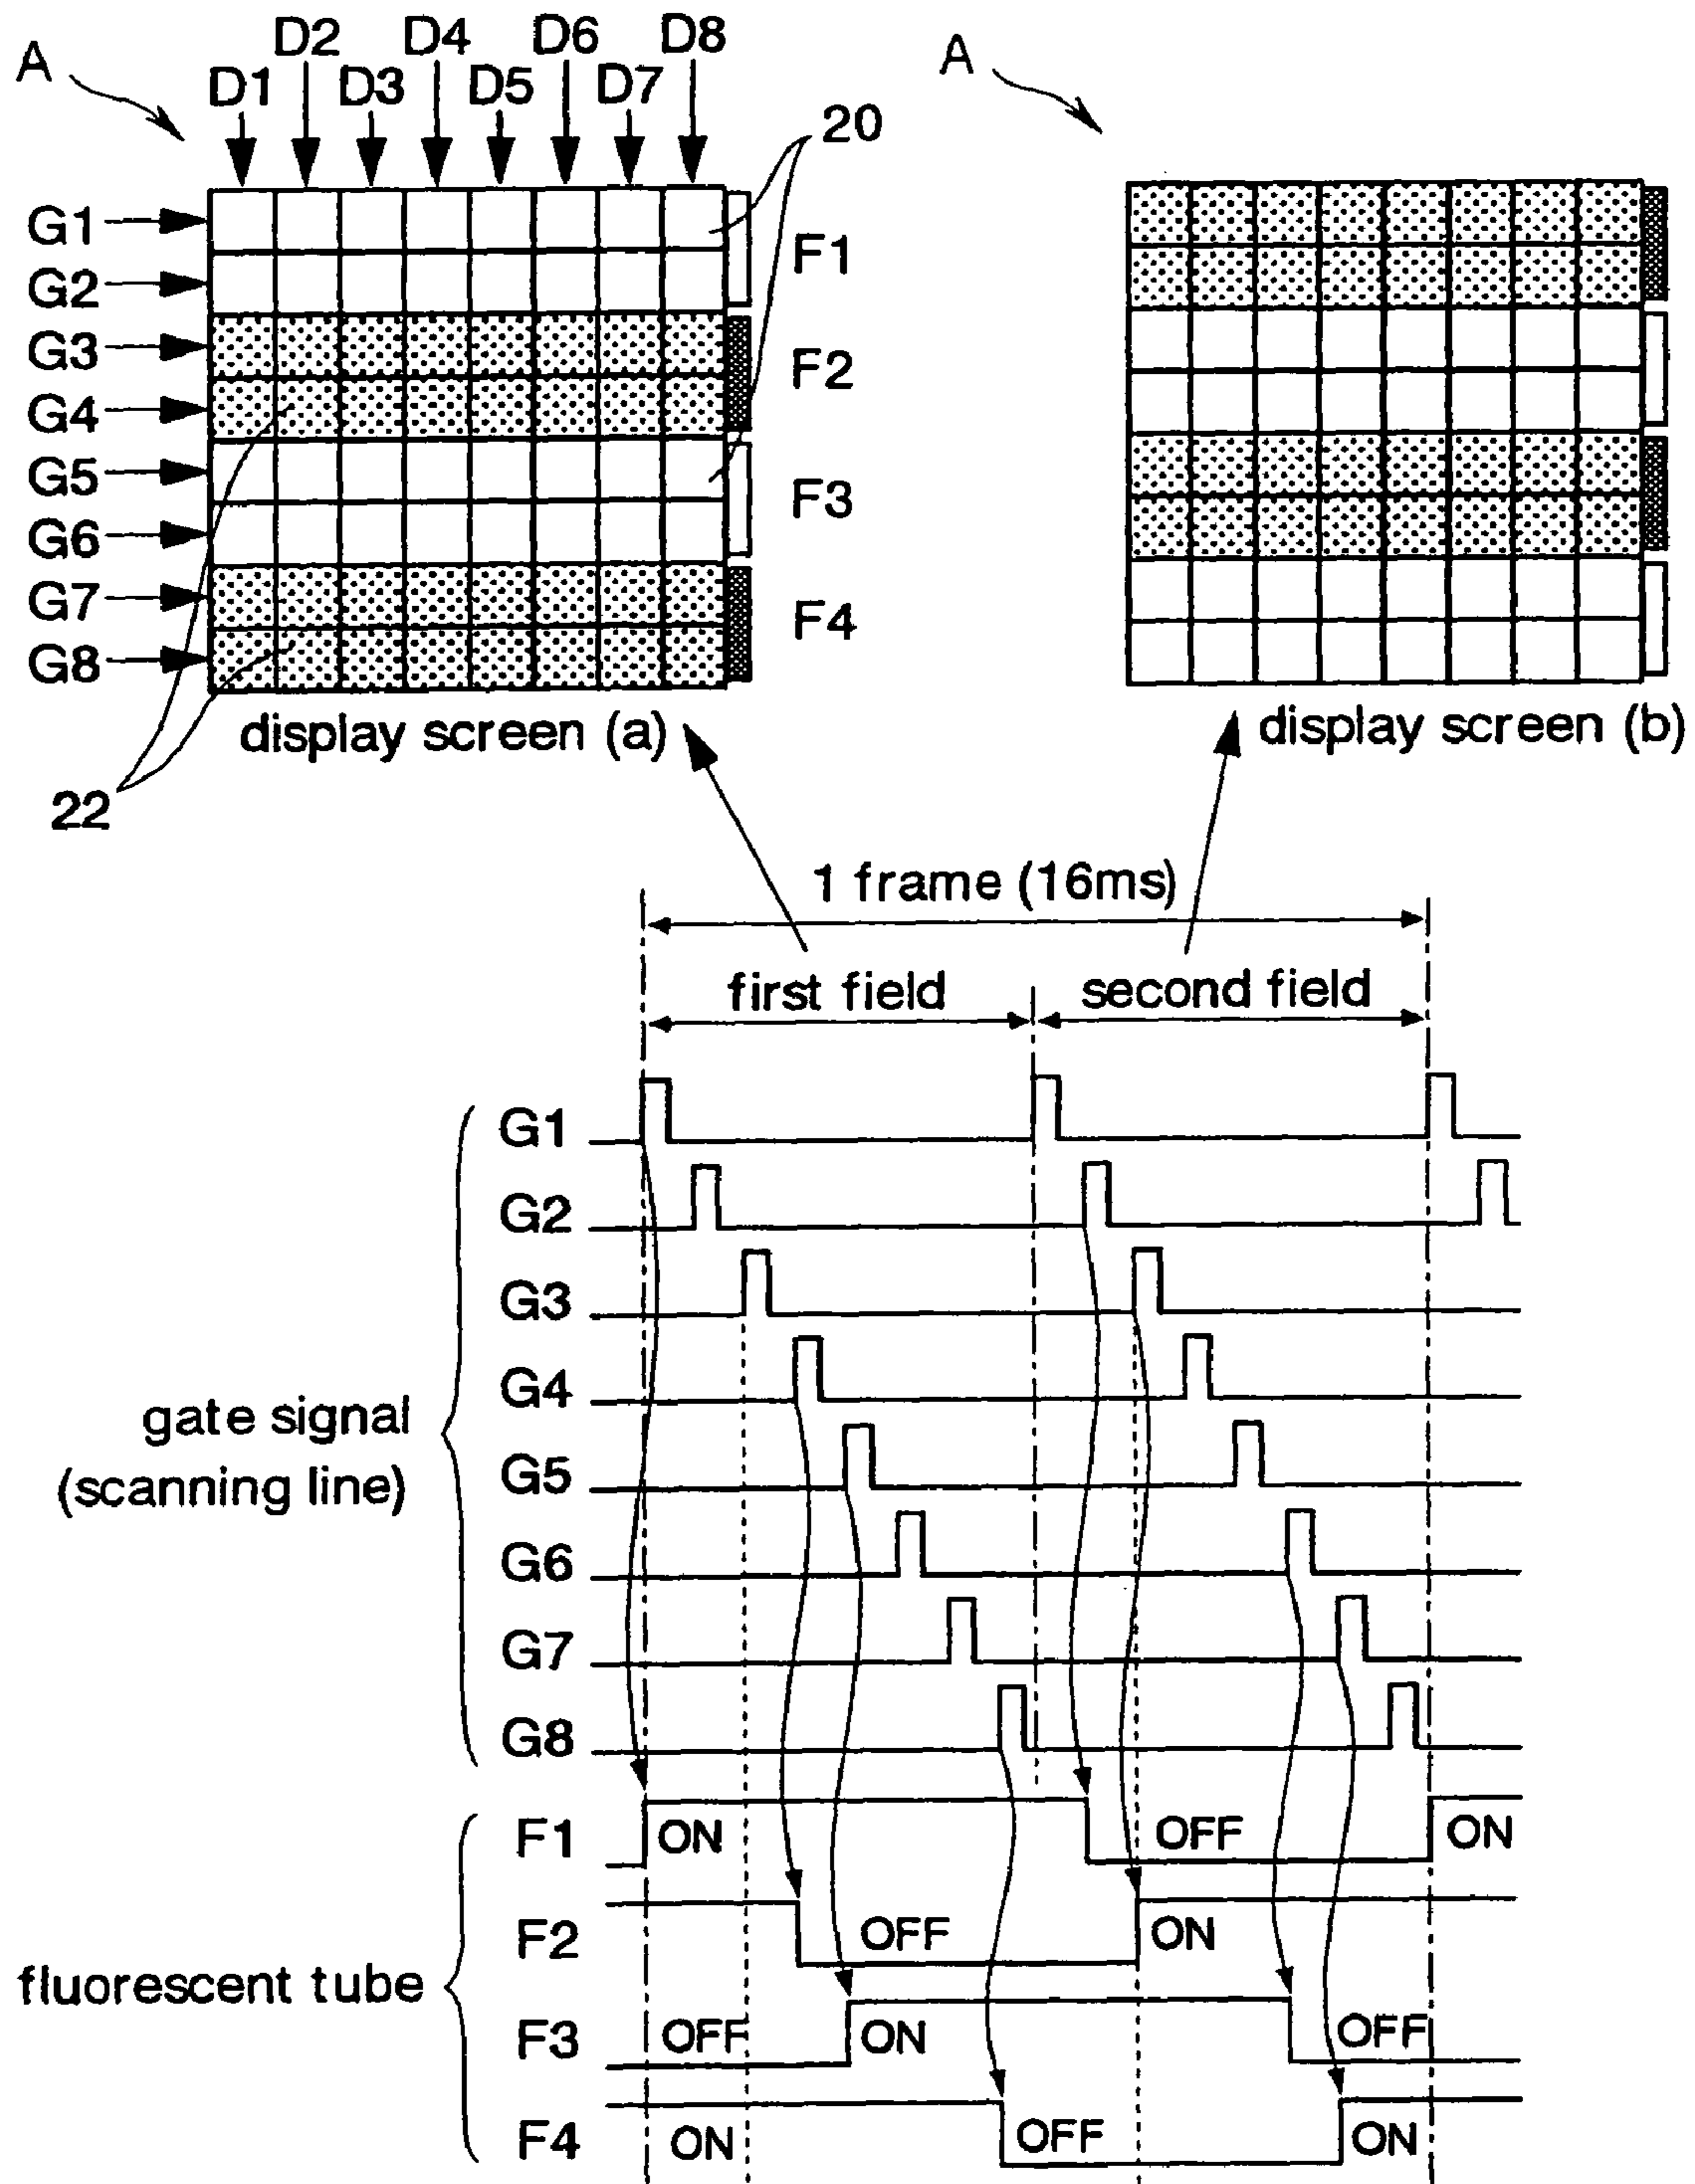 A
D2 D4 D6 D8
D1 D3 D5 D7
20
G1
G2
G3
G4
G5
G6
G7
G8
F1
F2
F3
F4
22
display screen (a)
A
display screen (b)
1 frame (16ms)
first field
second field
gate signal
(scanning line)
G1
G2
G3
G4
G5
G6
G7
G8
fluorescent tube
F1 ON OFF ON
F2 OFF ON
F3 OFF ON OFF
F4 ON OFF ON